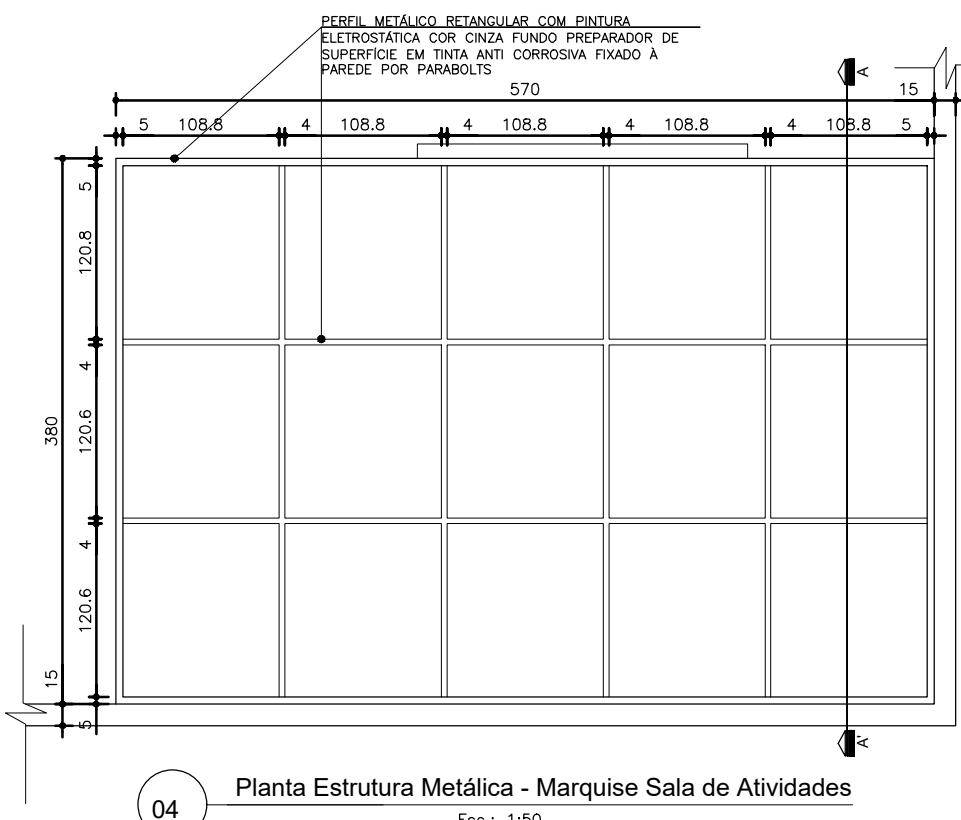 PERFIL METÁLICO RETANGULAR COM PINTURA
ELETROSTÁTICA COR CINZA FUNDO PREPARADOR DE
SUPERFÍCIE EM TINTA ANTI CORROSIVA FIXADO À
PAREDE POR PARABOLTS
A
570 15
5 108.8 4 108.8 4 108.8 4 108.8 4 108.8 5
5
120.8
4
380
120.6
4
120.6
15
5
A'
04
Planta Estrutura Metálica - Marquise Sala de Atividades
Esc.: 1:50